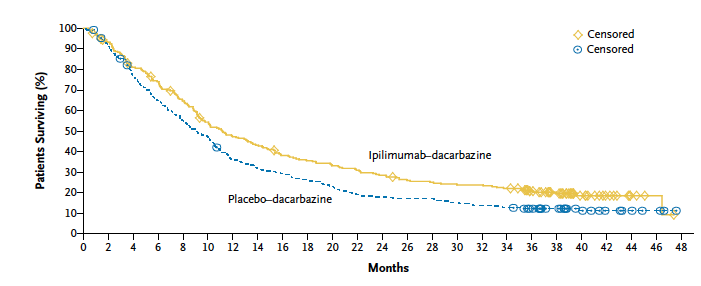 Patients Surviving (%)
100
90
80
70
60
50
40
30
20
10
0
Censored
Censored
Ipilimumab–dacarbazine
Placebo–dacarbazine
0 2 4 6 8 10 12 14 16 18 20 22 24 26 28 30 32 34 36 38 40 42 44 46 48
Months